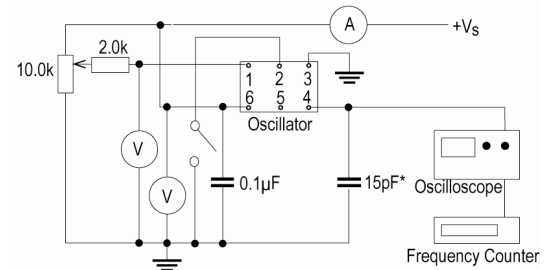 A
+Vs
2.0k
10.0k
1 2 3
6 5 4
Oscillator
V
V
0.1µF
15pF*
Oscilloscope
Frequency Counter